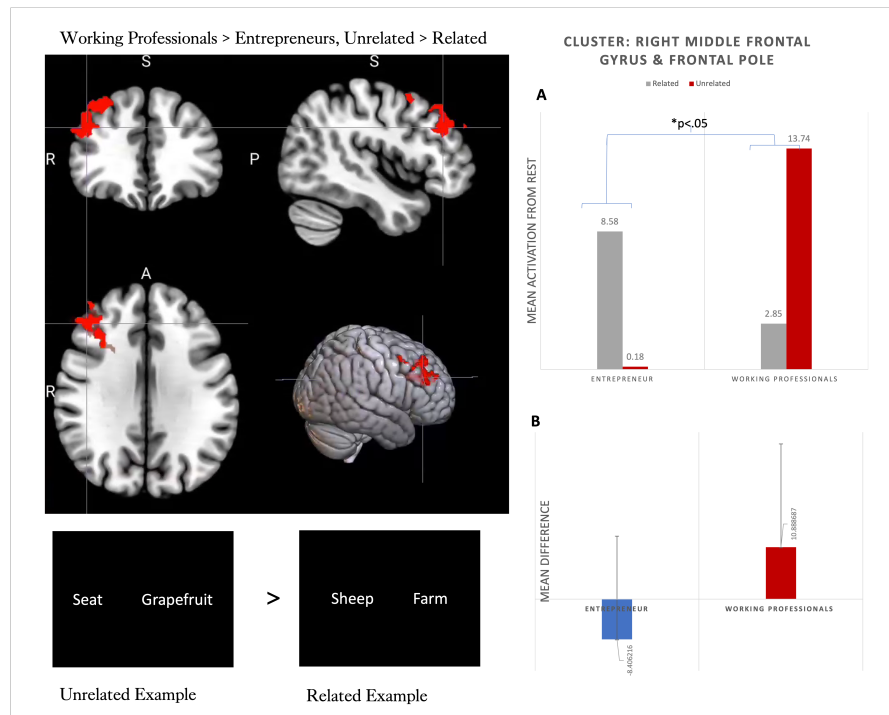 Working Professionals > Entrepreneurs, Unrelated > Related
S
S
R
P
A
R
Seat
Grapefruit
>
Sheep
Farm
Unrelated Example
Related Example
CLUSTER: RIGHT MIDDLE FRONTAL
GYRUS & FRONTAL POLE
Related
Unrelated
A
MEAN ACTIVATION FROM REST
*p<.05
13.74
8.58
2.85
0.18
ENTREPRENEUR
WORKING PROFESSIONALS
B
MEAN DIFFERENCE
10.888687
ENTREPRENEUR
WORKING PROFESSIONALS
-8.406216